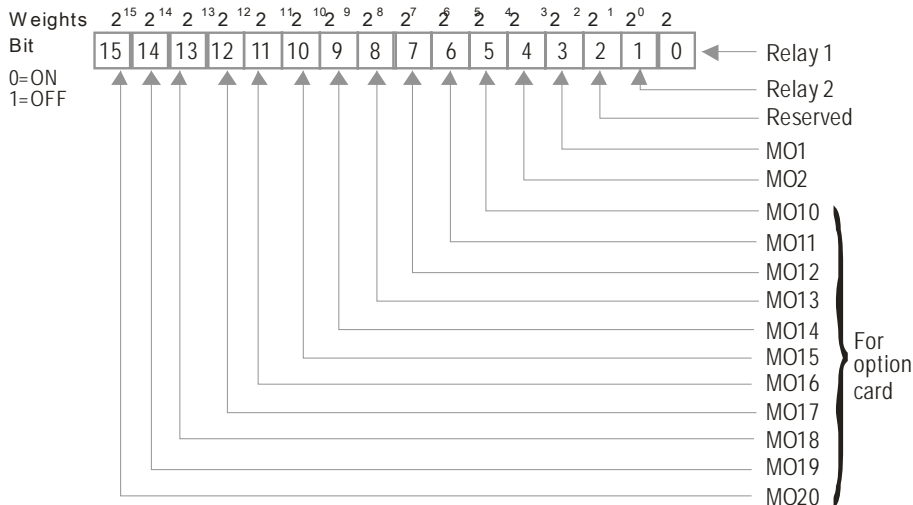 Weights 2¹⁵ 2¹⁴ 2¹³ 2¹² 2¹¹ 2¹⁰ 2⁹ 2⁸ 2⁷ 2⁶ 2⁵ 2⁴ 2³ 2² 2¹ 2⁰
Bit 15 14 13 12 11 10 9 8 7 6 5 4 3 2 1 0 Relay 1
0=ON
1=OFF
Relay 2
Reserved
MO1
MO2
MO10
MO11
MO12
MO13
MO14
MO15
MO16
MO17
MO18
MO19
MO20
For
option
card